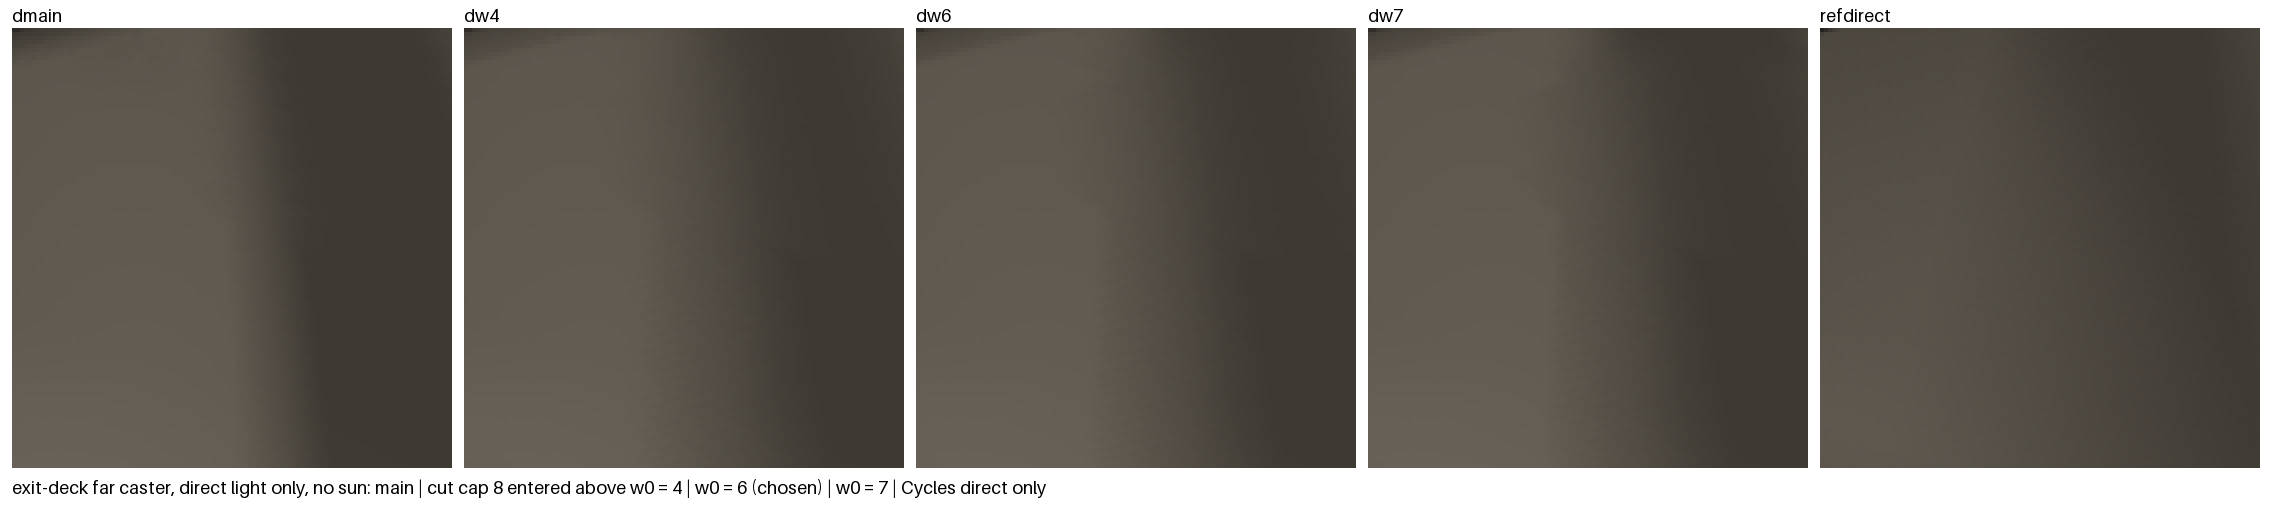 dmain
dw4
dw6
dw7
refdirect
exit-deck far caster, direct light only, no sun: main | cut cap 8 entered above w0 = 4 | w0 = 6 (chosen) | w0 = 7 | Cycles direct only